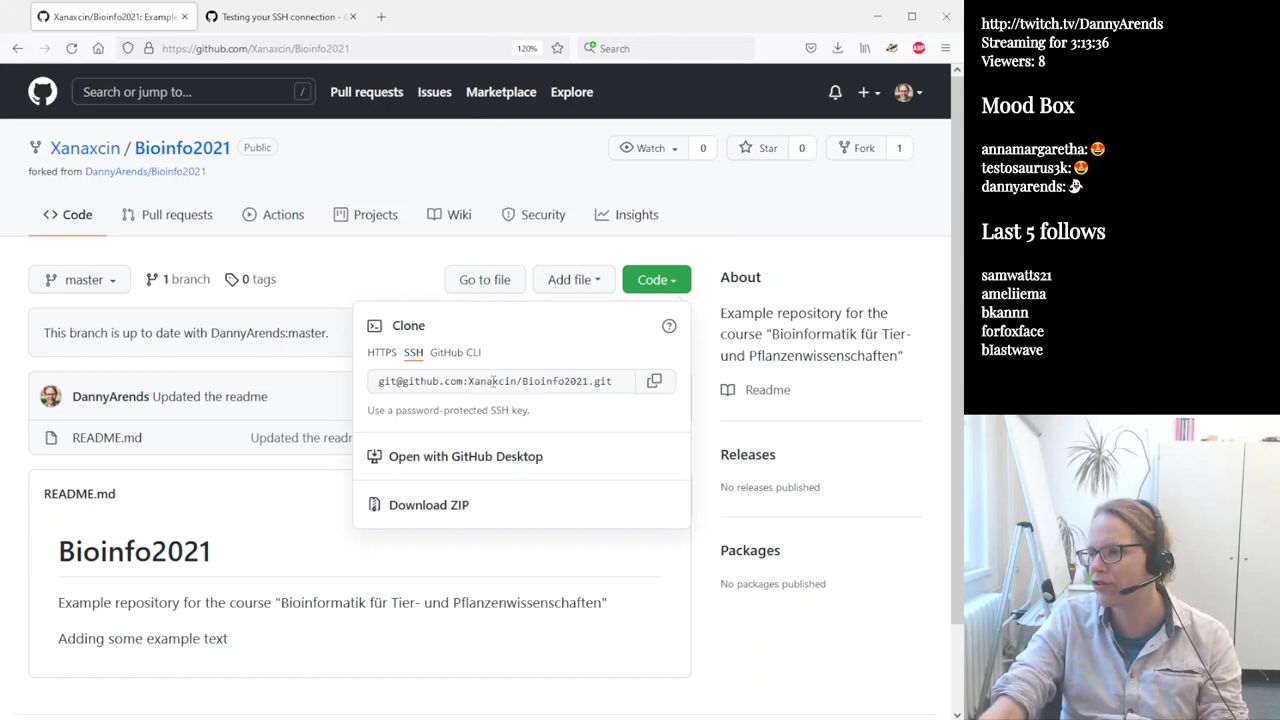 Xanaxcin/Bioinfo2021: Example
Testing your SSH connection - G
https://github.com/Xanaxcin/Bioinfo2021
120%
Search
ABP
Search or jump to...
/
Pull requests
Issues
Marketplace
Explore
Xanaxcin / Bioinfo2021
Public
forked from DannyArends/Bioinfo2021
Watch
0
Star
0
Fork
1
Code
Pull requests
Actions
Projects
Wiki
Security
Insights
master
1 branch
0 tags
Go to file
Add file
Code
This branch is up to date with DannyArends:master.
DannyArends Updated the readme
README.md
Updated the readm
Clone
HTTPS
SSH
GitHub CLI
git@github.com:Xanaxcin/Bioinfo2021.git
Use a password-protected SSH key.
Open with GitHub Desktop
Download ZIP
README.md
Bioinfo2021
Example repository for the course "Bioinformatik für Tier- und Pflanzenwissenschaften"
Adding some example text
About
Example repository for the
course "Bioinformatik für Tier-
und Pflanzenwissenschaften"
Readme
Releases
No releases published
Packages
No packages published
http://twitch.tv/DannyArends
Streaming for 3:13:36
Viewers: 8
Mood Box
annamargaretha: 🤩
testosaurus3k: 🤩
dannyarends: 👻
Last 5 follows
samwatts21
ameliiema
bkannn
forfoxface
blastwave